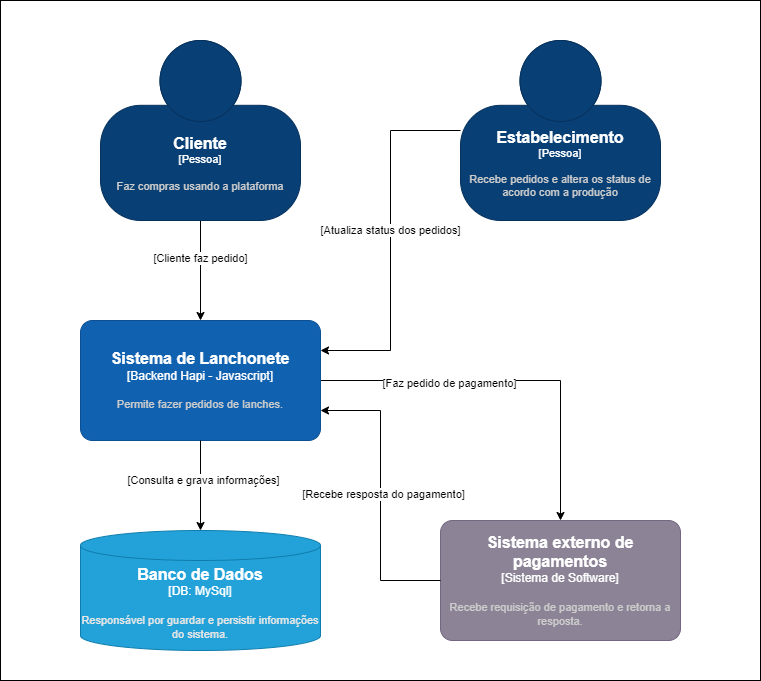 Cliente
[Pessoa]
Faz compras usando a plataforma
Estabelecimento
[Pessoa]
Recebe pedidos e altera os status de
acordo com a produção
[Atualiza status dos pedidos]
[Cliente faz pedido]
Sistema de Lanchonete
[Backend Hapi - Javascript]
Permite fazer pedidos de lanches.
[Faz pedido de pagamento]
[Consulta e grava informações]
[Recebe resposta do pagamento]
Banco de Dados
[DB: MySql]
Responsável por guardar e persistir informações
do sistema.
Sistema externo de
pagamentos
[Sistema de Software]
Recebe requisição de pagamento e retorna a
resposta.